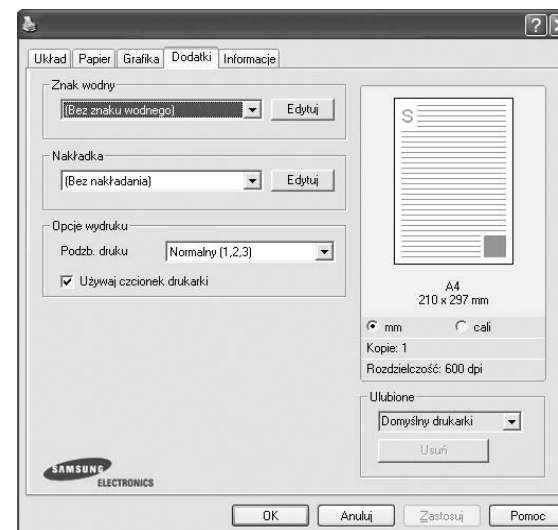 ?
Układ Papier Grafika Dodatki Informacje
Znak wodny
(Bez znaku wodnego) Edytuj
Nakładka
(Bez nakładania) Edytuj
Opcje wydruku
Podzb. druku Normalny (1,2,3)
Używaj czcionek drukarki
S
A4
210 x 297 mm
mm cali
Kopie: 1
Rozdzielczość: 600 dpi
Ulubione
Domyślny drukarki
Usuń
SAMSUNG
ELECTRONICS
OK Anuluj Zastosuj Pomoc